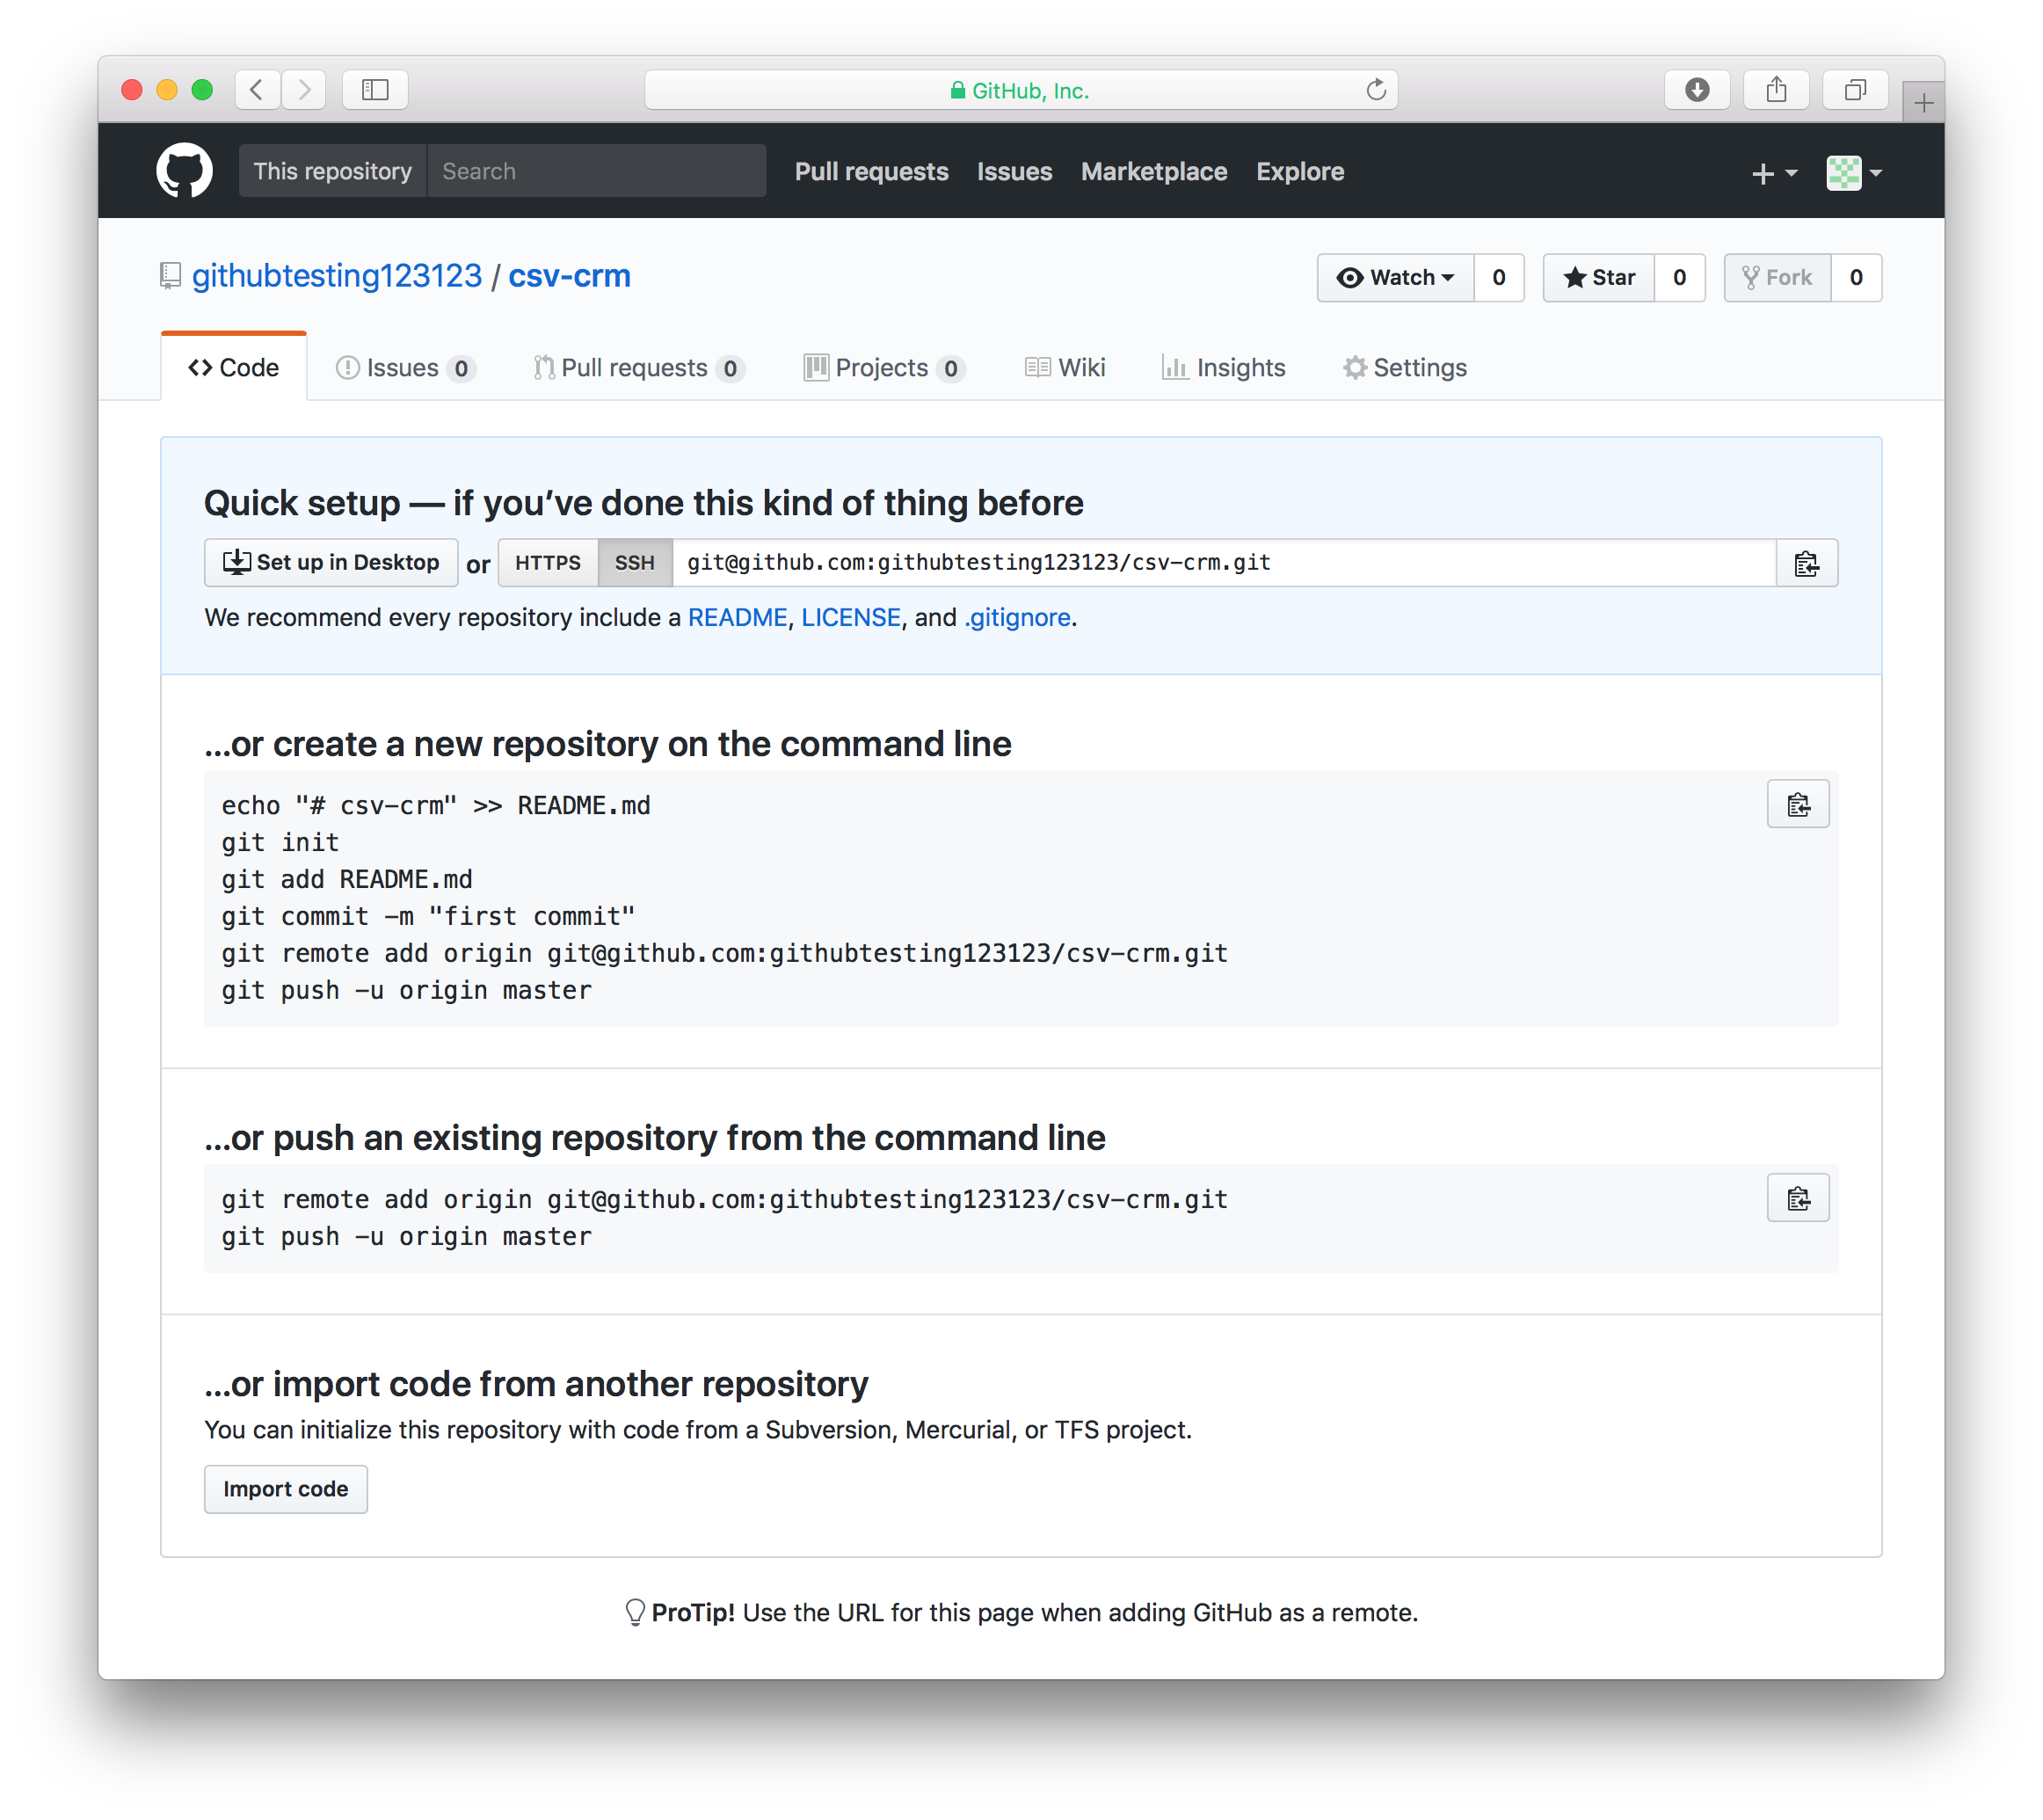 GitHub, Inc.
This repository Search Pull requests Issues Marketplace Explore
githubtesting123123 / csv-crm Watch 0 Star 0 Fork 0
Code Issues 0 Pull requests 0 Projects 0 Wiki Insights Settings
Quick setup — if you’ve done this kind of thing before
Set up in Desktop or HTTPS SSH git@github.com:githubtesting123123/csv-crm.git
We recommend every repository include a README, LICENSE, and .gitignore.
…or create a new repository on the command line
echo "# csv-crm" >> README.md
git init
git add README.md
git commit -m "first commit"
git remote add origin git@github.com:githubtesting123123/csv-crm.git
git push -u origin master
…or push an existing repository from the command line
git remote add origin git@github.com:githubtesting123123/csv-crm.git
git push -u origin master
…or import code from another repository
You can initialize this repository with code from a Subversion, Mercurial, or TFS project.
Import code
ProTip! Use the URL for this page when adding GitHub as a remote.